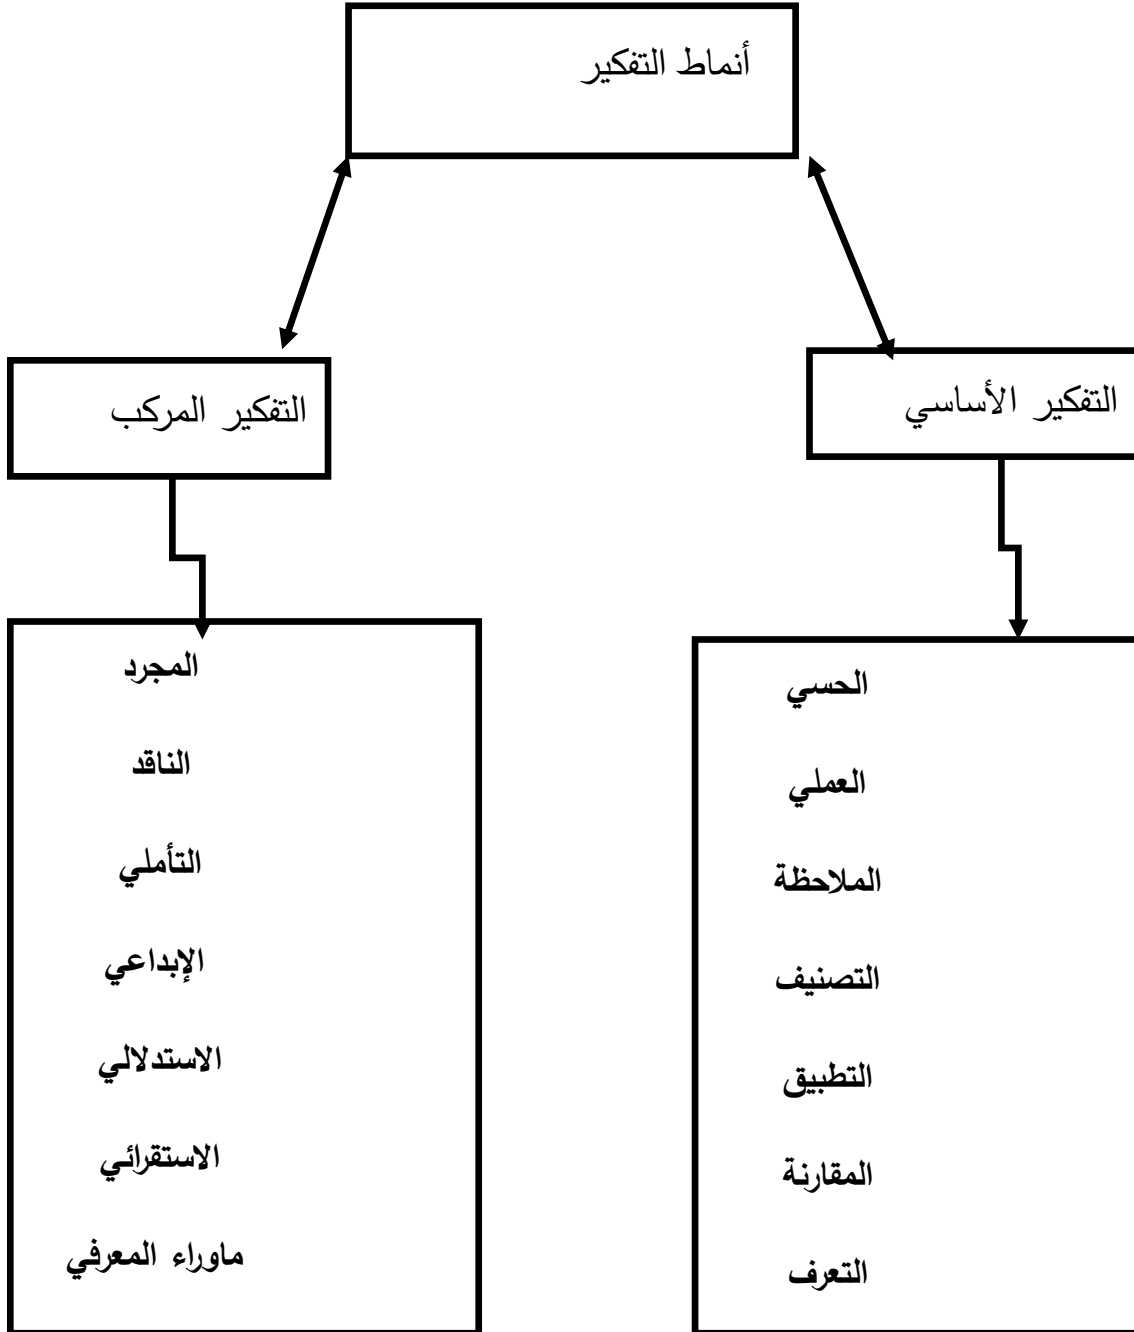 أنماط التفكير
التفكير الأساسي
التفكير المركب
الحسي
العملي
الملاحظة
التصنيف
التطبيق
المقارنة
التعرف
المجرد
الناقد
التأملي
الإبداعي
الاستدلالي
الاستقرائي
ماوراء المعرفي